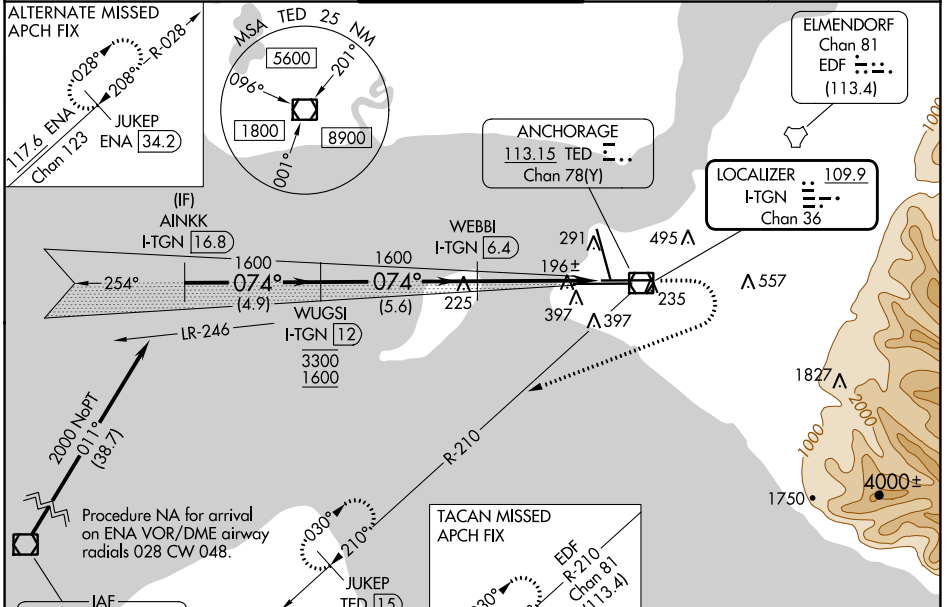 ALTERNATE MISSED
APCH FIX
028°
208°
R-028
JUKEP
ENA 34.2
117.6 ENA
Chan 123
MSA TED 25 NM
5600
096°
201°
1800
8900
001°
ELMENDORF
Chan 81
EDF
(113.4)
ANCHORAGE
113.15 TED
Chan 78(Y)
LOCALIZER 109.9
I-TGN
Chan 36
(IF)
AINKK
I-TGN 16.8
WEBBI
I-TGN 6.4
291
495
1000
254°
1600
074°
(4.9)
1600
074°
(5.6)
225
196±
235
557
397
397
LR-246
WUGSI
I-TGN 12
3300
1600
2000 NoPT
011°
(38.7)
R-210
1827
1000
2000
1750
4000±
Procedure NA for arrival
on ENA VOR/DME airway
radials 028 CW 048.
030°
210°
JUKEP
TED 15
TACAN MISSED
APCH FIX
EDF
R-210
Chan 81
(113.4)
030°
IAF